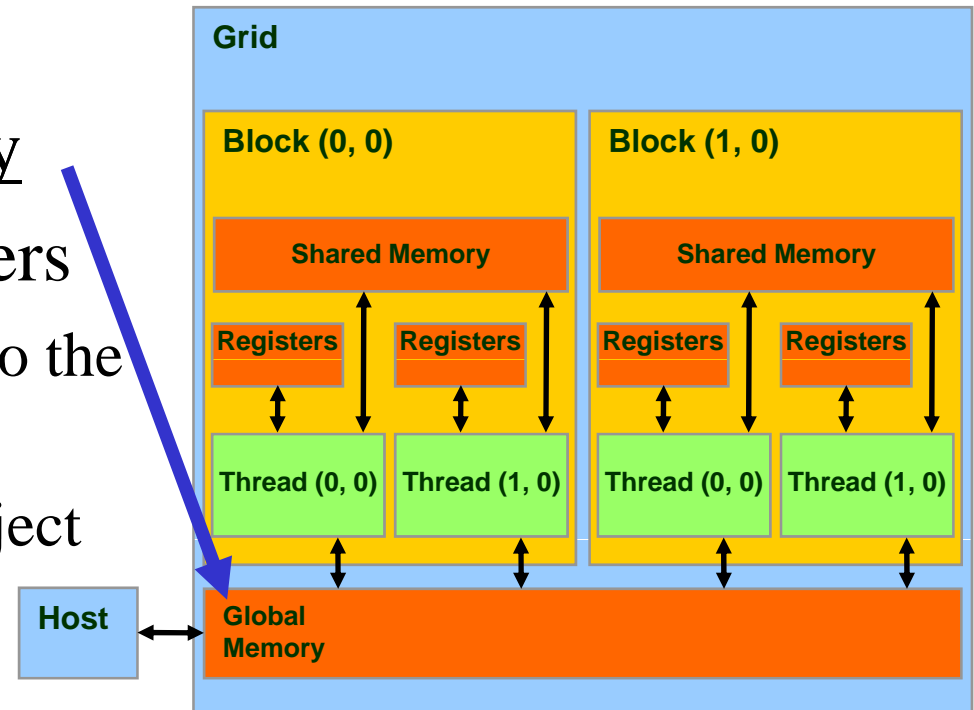 Grid
Block (0, 0)
Block (1, 0)
y
ers
o the
ject
Shared Memory
Shared Memory
Registers
Registers
Registers
Registers
Thread (0, 0)
Thread (1, 0)
Thread (0, 0)
Thread (1, 0)
Host
Global
Memory